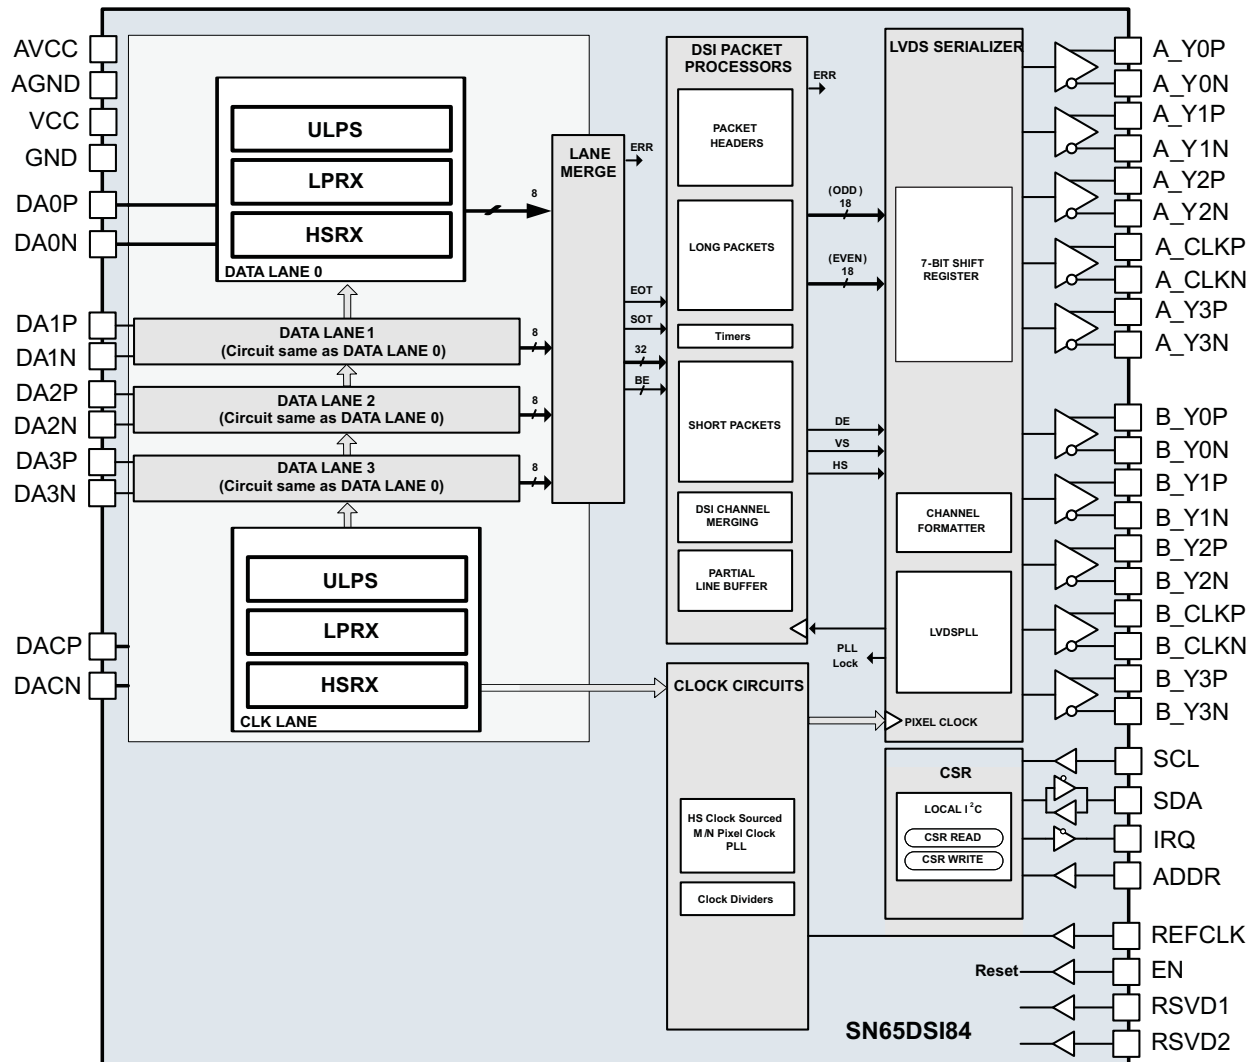 AVCC
AGND
VCC
GND
DA0P
DA0N
DA1P
DA1N
DA2P
DA2N
DA3P
DA3N
DACP
DACN
ULPS
LPRX
HSRX
DATA LANE 0
8
DATA LANE 1
(Circuit same as DATA LANE 0)
8
DATA LANE 2
(Circuit same as DATA LANE 0)
8
DATA LANE 3
(Circuit same as DATA LANE 0)
8
ULPS
LPRX
HSRX
CLK LANE
LANE
MERGE
ERR
EOT
SOT
32
BE
DSI PACKET
PROCESSORS
PACKET
HEADERS
LONG PACKETS
Timers
SHORT PACKETS
DSI CHANNEL
MERGING
PARTIAL
LINE BUFFER
ERR
(ODD)
18
(EVEN)
18
DE
VS
HS
PLL
Lock
CLOCK CIRCUITS
HS Clock Sourced
M/N Pixel Clock
PLL
Clock Dividers
LVDS SERIALIZER
7-BIT SHIFT
REGISTER
CHANNEL
FORMATTER
LVDSPLL
PIXEL CLOCK
CSR
LOCAL I²C
CSR READ
CSR WRITE
Reset
SN65DSI84
A_Y0P
A_Y0N
A_Y1P
A_Y1N
A_Y2P
A_Y2N
A_CLKP
A_CLKN
A_Y3P
A_Y3N
B_Y0P
B_Y0N
B_Y1P
B_Y1N
B_Y2P
B_Y2N
B_CLKP
B_CLKN
B_Y3P
B_Y3N
SCL
SDA
IRQ
ADDR
REFCLK
EN
RSVD1
RSVD2